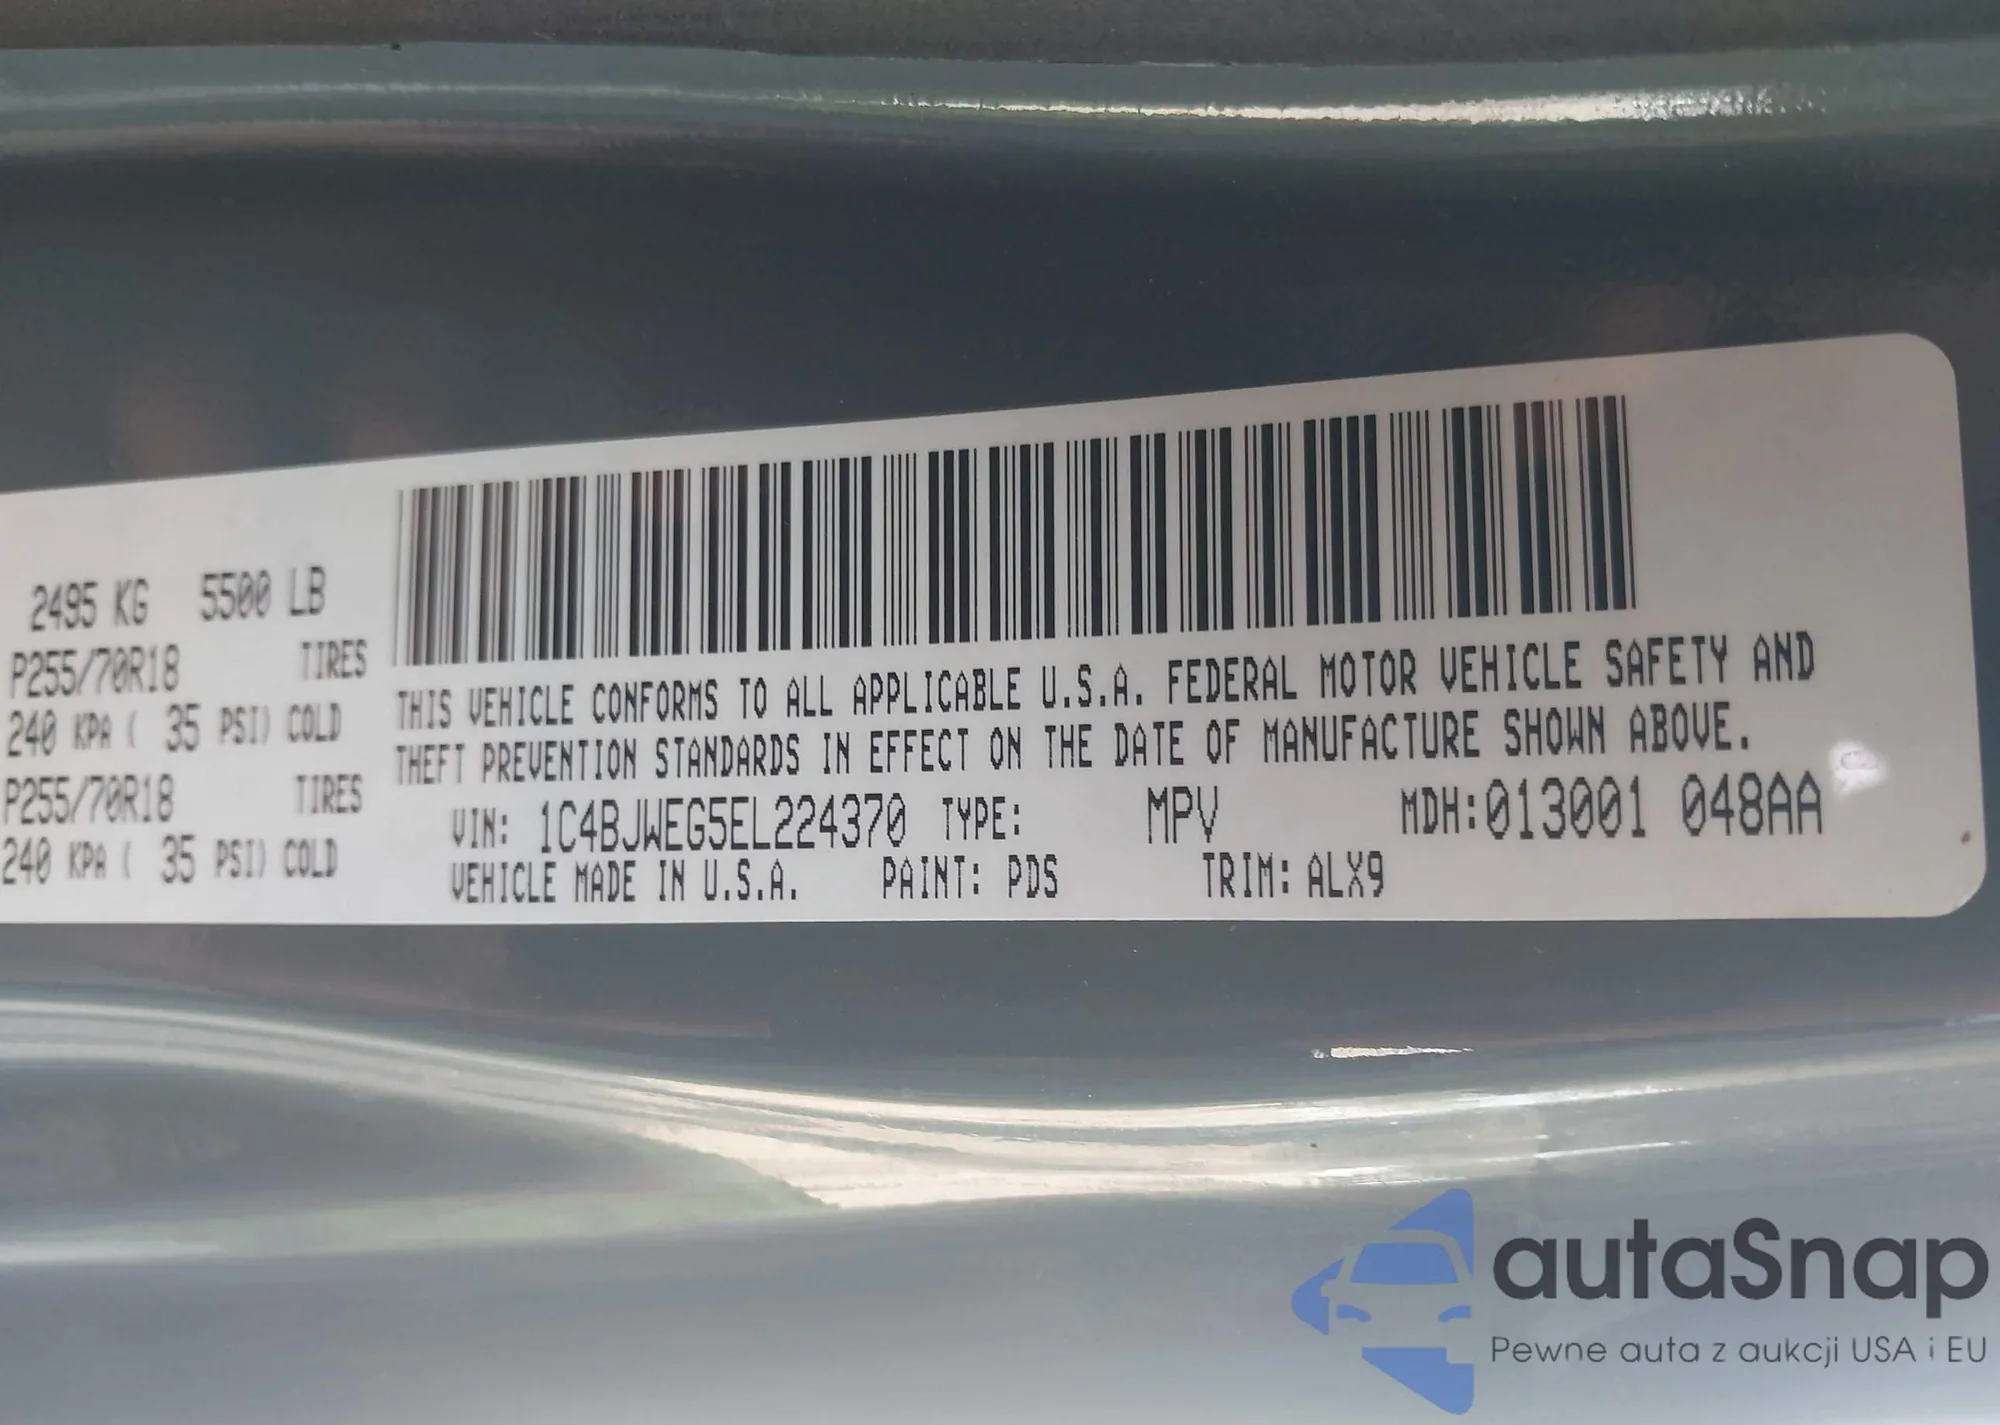 2495 KG 5500 LB
P255/70R18 TIRES
240 KPA ( 35 PSI) COLD
P255/70R18 TIRES
240 KPA ( 35 PSI) COLD
THIS VEHICLE CONFORMS TO ALL APPLICABLE U.S.A. FEDERAL MOTOR VEHICLE SAFETY AND
THEFT PREVENTION STANDARDS IN EFFECT ON THE DATE OF MANUFACTURE SHOWN ABOVE.
VIN: 1C4BJWEG5EL224370 TYPE: MPV MDH:013001 048AA
VEHICLE MADE IN U.S.A. PAINT: PDS TRIM: ALX9
autaSnap
Pewne auta z aukcji USA i EU